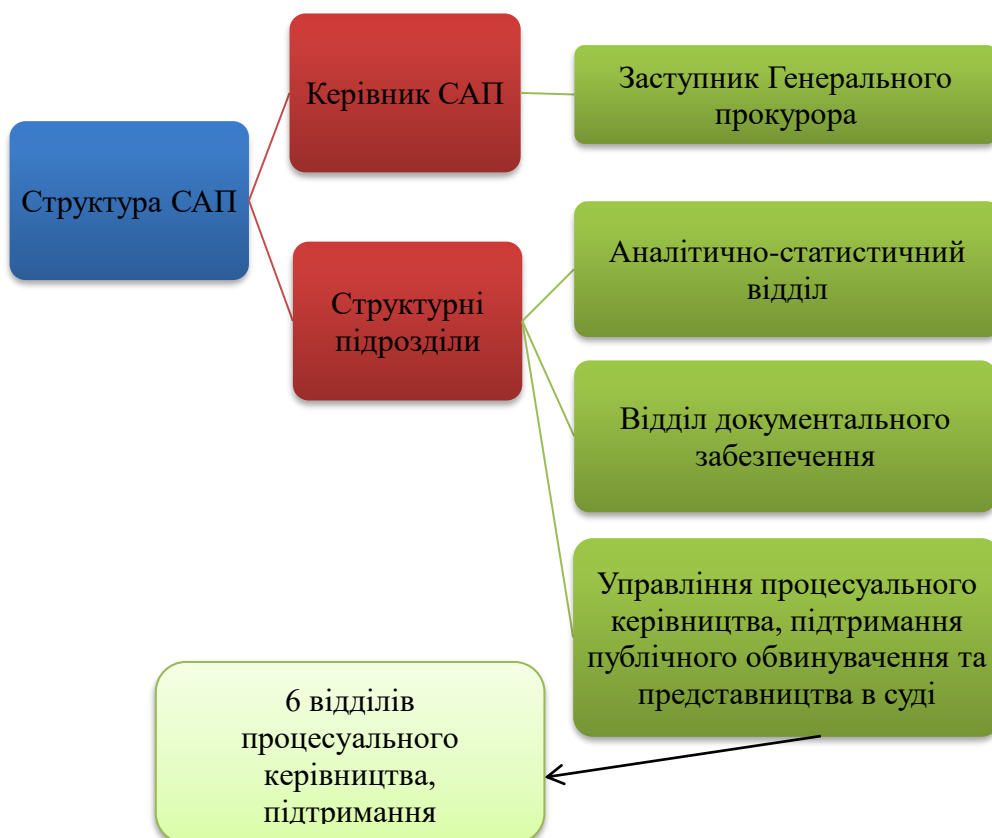 Структура САП
Керівник САП
Заступник Генерального
прокурора
Структурні
підрозділи
Аналітично-статистичний
відділ
Відділ документального
забезпечення
Управління процесуального
керівництва, підтримання
публічного обвинувачення та
представництва в суді
6 відділів
процесуального
керівництва,
підтримання